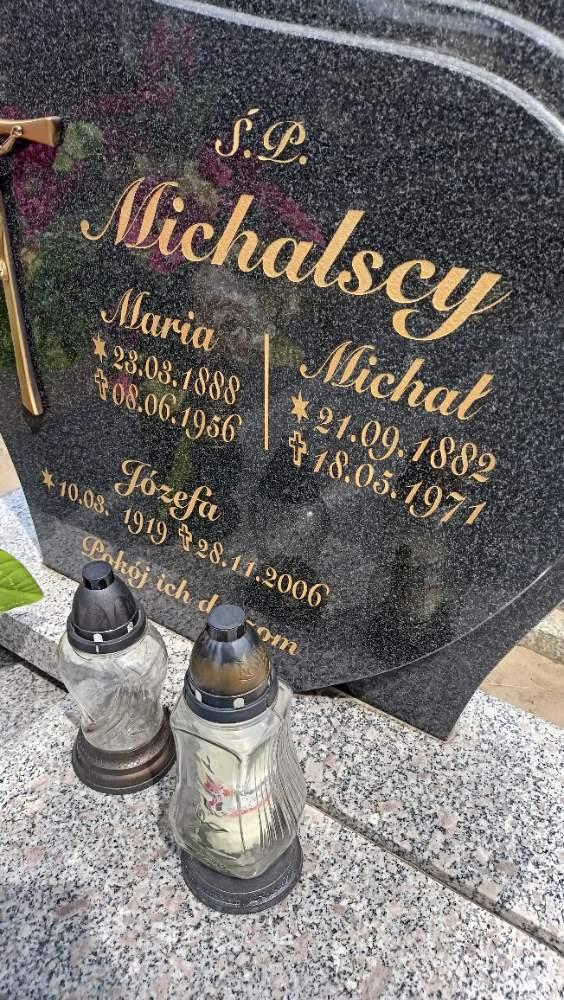 Ś.P.
Michalscy
Maria
* 23.03.1888
✝ 08.06.1956
Michał
* 21.09.1882
✝ 18.05.1971
Józefa
* 10.03. 1919 ✝ 28.11.2006
Pokój ich